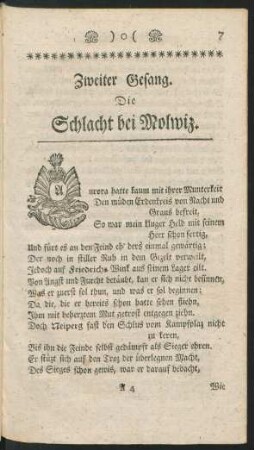 ) o (
7
Zweiter Gesang.
Die
Schlacht bei Molwiz.
Aurora hatte kaum mit ihrer Munterkeit
Den müden Erdenkreis von Nacht und
Graus befreit,
So war mein kluger Held mit seinem
Heer schon fertig,
Und fürt es an den Feind eh' ders einmal gewärtig;
Der noch in stiller Ruh in dem Gezelt verweilt,
Jedoch auf Friedrichs Wink aus seinem Lager eilt.
Von Angst und Furcht betäubt, kan er sich nicht besinnen,
Was er zuerst sol thun, und was er sol beginnen;
Da die, die er bereits schon hatte sehen fliehn,
Ihm mit beherztem Mut getrost entgegen ziehn.
Doch Neiperg fast den Schlus vom Kampfplaz nicht
zu keren,
Bis ihn die Feinde selbst gedämpft als Sieger ehren.
Er stüzt sich auf den Troz der überlegnen Macht,
Des Sieges schon gewis, war er darauf bedacht,
A 4
Wie